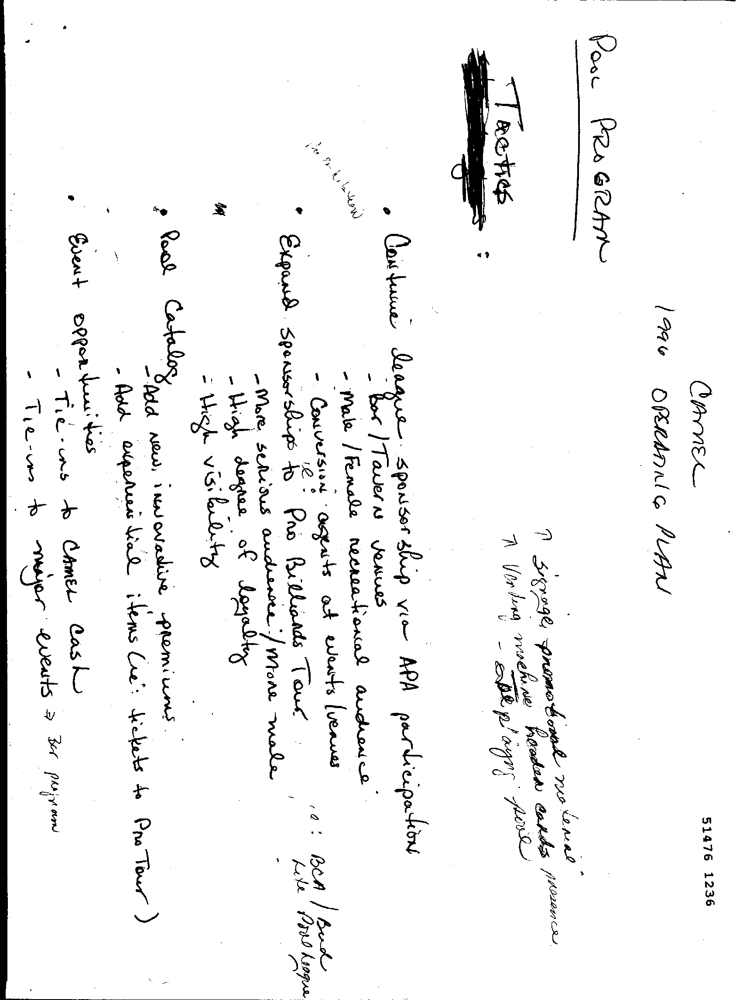 CAMEL
1996 OPERATING PLAN
51476 1236
POOL PROGRAM
↑ signage, promotional material
↑ Vending machine header cards presence
- playing pool
TACTICS :
• Continue league sponsorship via APA participation
- Bar/Tavern venues
- Male/Female recreational audience
- Conversion agents at events/venues
• Expand sponsorships to Pro Billiards Tour
ie: BCA / Bud
Lite Pool League
- More serious audience/More male
- High degree of loyalty
- High visibility
• Pool Catalog
- Add new, innovative premiums
- Add experiential items (ie: tickets to Pro Tour)
• Event opportunities
- Tie-ins to CAMEL Cash
- Tie-ins to major events → Bar program